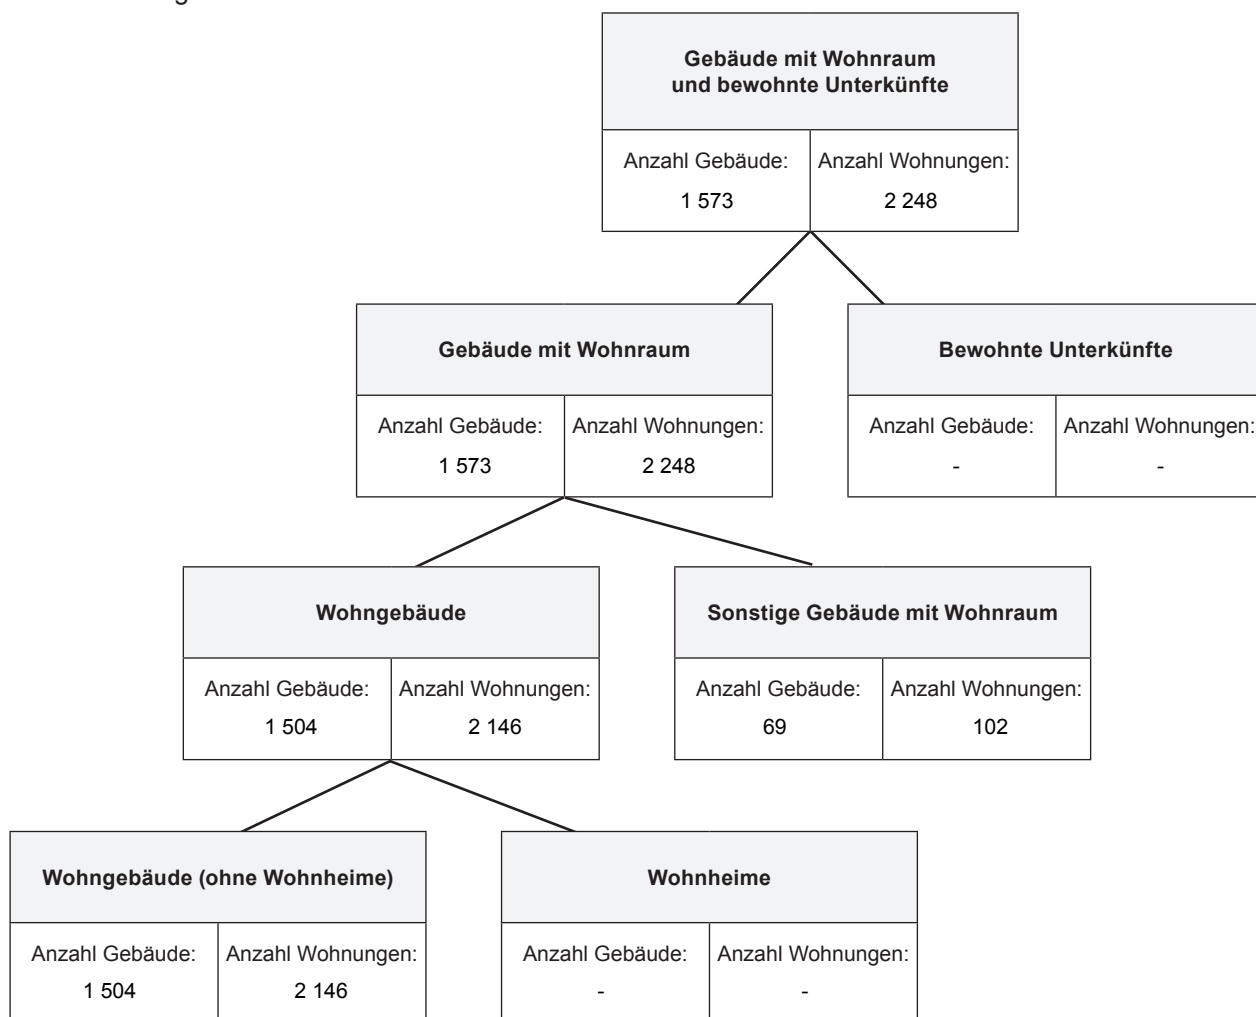 Gebäude mit Wohnraum
und bewohnte Unterkünfte
Anzahl Gebäude: Anzahl Wohnungen:
1 573 2 248
Gebäude mit Wohnraum Bewohnte Unterkünfte
Anzahl Gebäude: Anzahl Wohnungen: Anzahl Gebäude: Anzahl Wohnungen:
1 573 2 248 - -
Wohngebäude Sonstige Gebäude mit Wohnraum
Anzahl Gebäude: Anzahl Wohnungen: Anzahl Gebäude: Anzahl Wohnungen:
1 504 2 146 69 102
Wohngebäude (ohne Wohnheime) Wohnheime
Anzahl Gebäude: Anzahl Wohnungen: Anzahl Gebäude: Anzahl Wohnungen:
1 504 2 146 - -